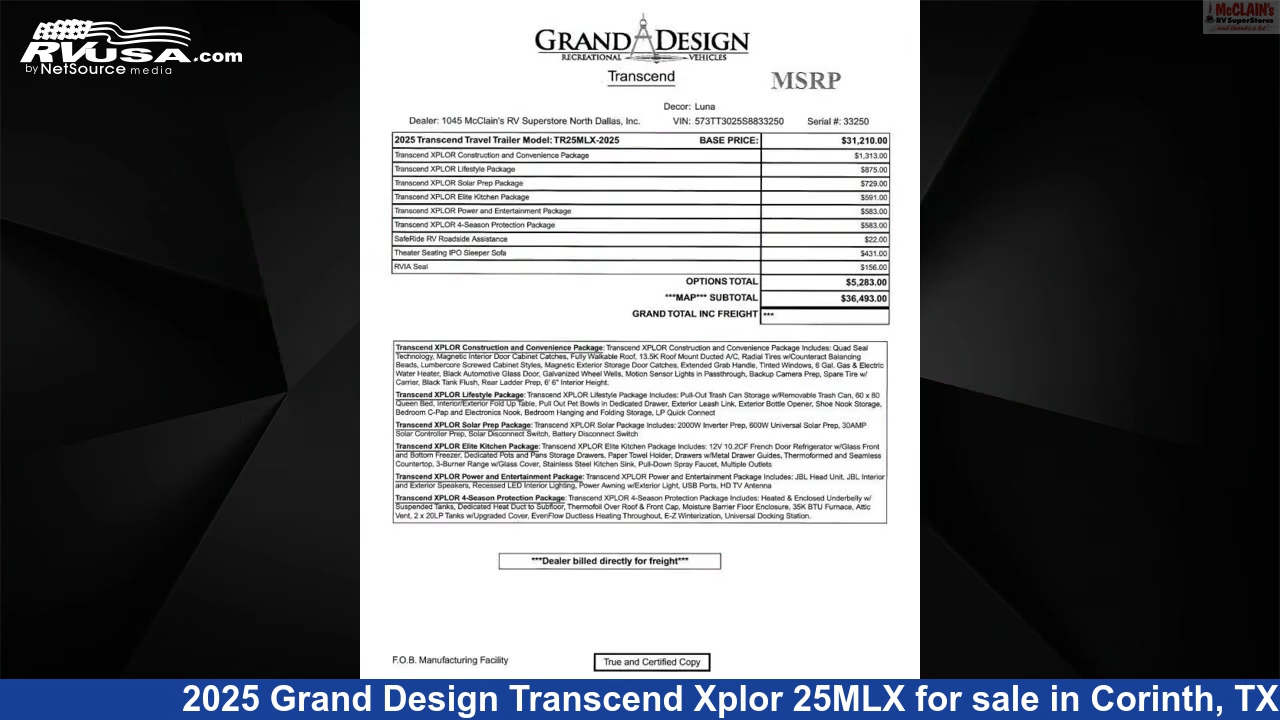 RVUSA.com
by NetSource media
McCLAIN's
RV SuperStores
GRAND DESIGN
RECREATIONAL VEHICLES
Transcend
MSRP
Decor: Luna
Dealer: 1045 McClain's RV Superstore North Dallas, Inc. VIN: 573TT3025S8833250 Serial #: 33250
2025 Transcend Travel Trailer Model: TR25MLX-2025 BASE PRICE: $31,210.00
Transcend XPLOR Construction and Convenience Package $1,313.00
Transcend XPLOR Lifestyle Package $875.00
Transcend XPLOR Solar Prep Package $729.00
Transcend XPLOR Elite Kitchen Package $591.00
Transcend XPLOR Power and Entertainment Package $583.00
Transcend XPLOR 4-Season Protection Package $583.00
SafeRide RV Roadside Assistance $22.00
Theater Seating IPO Sleeper Sofa $431.00
RVIA Seal $156.00
OPTIONS TOTAL $5,283.00
***MAP*** SUBTOTAL $36,493.00
GRAND TOTAL INC FREIGHT ***
Transcend XPLOR Construction and Convenience Package: Transcend XPLOR Construction and Convenience Package Includes: Quad Seal
Technology, Magnetic Interior Door Cabinet Catches, Fully Walkable Roof, 13.5K Roof Mount Ducted A/C, Radial Tires w/Counteract Balancing
Beads, Lumbercore Screwed Cabinet Styles, Magnetic Exterior Storage Door Catches, Extended Grab Handle, Tinted Windows, 6 Gal. Gas & Electric
Water Heater, Black Automotive Glass Door, Galvanized Wheel Wells, Motion Sensor Lights in Passthrough, Backup Camera Prep, Spare Tire w/
Carrier, Black Tank Flush, Rear Ladder Prep, 6' 6" Interior Height.
Transcend XPLOR Lifestyle Package: Transcend XPLOR Lifestyle Package Includes: Pull-Out Trash Can Storage w/Removable Trash Can, 60 x 80
Queen Bed, Interior/Exterior Fold Up Table, Pull Out Pet Bowls in Dedicated Drawer, Exterior Leash Link, Exterior Bottle Opener, Shoe Nook Storage,
Bedroom C-Pap and Electronics Nook, Bedroom Hanging and Folding Storage, LP Quick Connect
Transcend XPLOR Solar Prep Package: Transcend XPLOR Solar Package Includes: 2000W Inverter Prep, 600W Universal Solar Prep, 30AMP
Solar Controller Prep, Solar Disconnect Switch, Battery Disconnect Switch
Transcend XPLOR Elite Kitchen Package: Transcend XPLOR Elite Kitchen Package Includes: 12V 10.2CF French Door Refrigerator w/Glass Front
and Bottom Freezer, Dedicated Pots and Pans Storage Drawers, Paper Towel Holder, Drawers w/Metal Drawer Guides, Thermoformed and Seamless
Countertop, 3-Burner Range w/Glass Cover, Stainless Steel Kitchen Sink, Pull-Down Spray Faucet, Multiple Outlets
Transcend XPLOR Power and Entertainment Package: Transcend XPLOR Power and Entertainment Package Includes: JBL Head Unit, JBL Interior
and Exterior Speakers, Recessed LED Interior Lighting, Power Awning w/Exterior Light, USB Ports, HD TV Antenna
Transcend XPLOR 4-Season Protection Package: Transcend XPLOR 4-Season Protection Package Includes: Heated & Enclosed Underbelly w/
Suspended Tanks, Dedicated Heat Duct to Subfloor, Thermofoil Over Roof & Front Cap, Moisture Barrier Floor Enclosure, 35K BTU Furnace, Attic
Vent, 2 x 20LP Tanks w/Upgraded Cover, EvenFlow Ductless Heating Throughout, E-Z Winterization, Universal Docking Station.
***Dealer billed directly for freight***
F.O.B. Manufacturing Facility
True and Certified Copy
2025 Grand Design Transcend Xplor 25MLX for sale in Corinth, TX